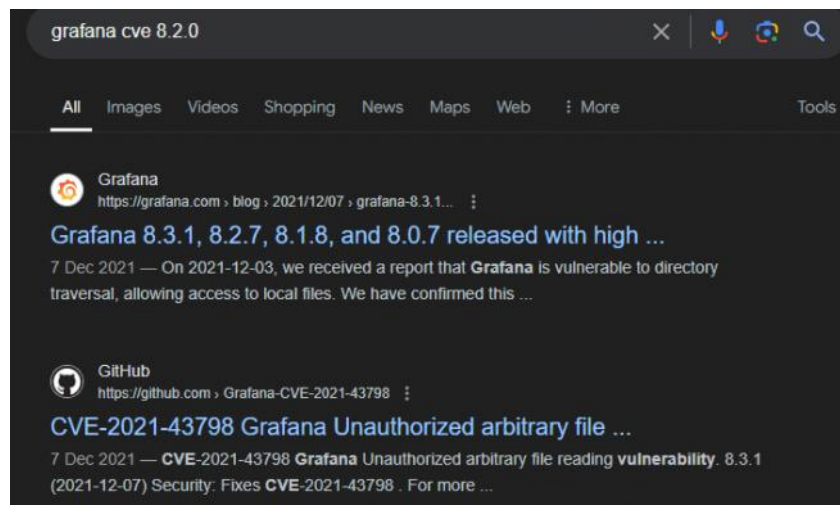 grafana cve 8.2.0
All Images Videos Shopping News Maps Web More Tools
Grafana
https://grafana.com › blog › 2021/12/07 › grafana-8.3.1...
Grafana 8.3.1, 8.2.7, 8.1.8, and 8.0.7 released with high ...
7 Dec 2021 — On 2021-12-03, we received a report that Grafana is vulnerable to directory
traversal, allowing access to local files. We have confirmed this ...
GitHub
https://github.com › Grafana-CVE-2021-43798
CVE-2021-43798 Grafana Unauthorized arbitrary file ...
7 Dec 2021 — CVE-2021-43798 Grafana Unauthorized arbitrary file reading vulnerability. 8.3.1
(2021-12-07) Security: Fixes CVE-2021-43798 . For more ...